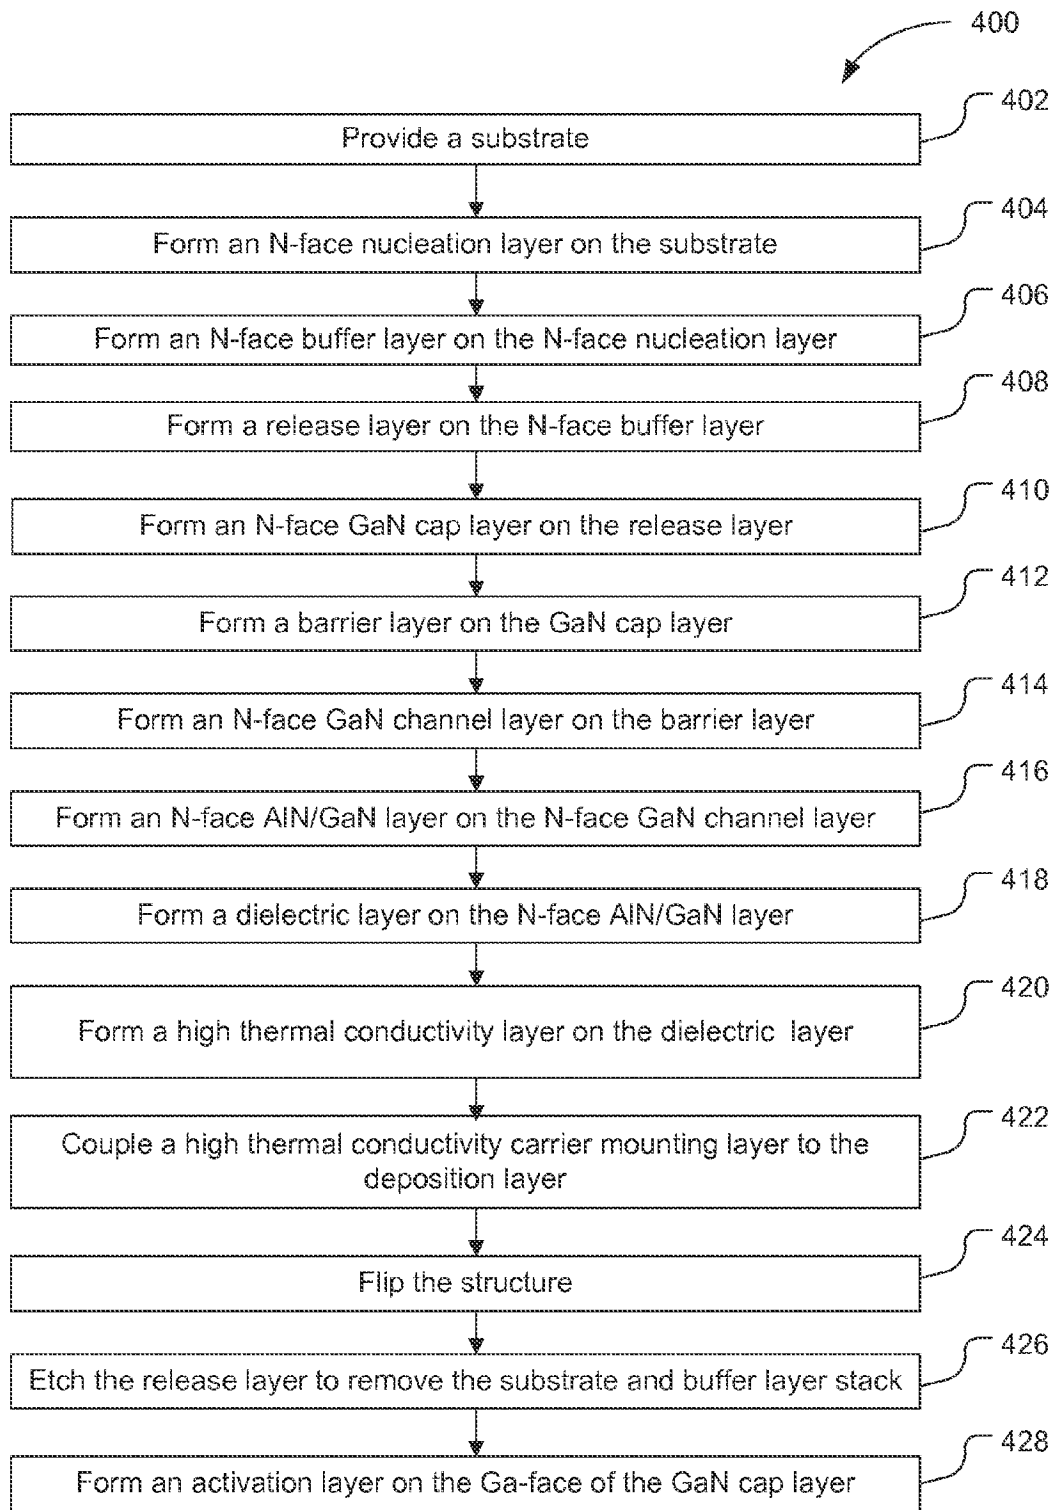 400
402
Provide a substrate
404
Form an N-face nucleation layer on the substrate
406
Form an N-face buffer layer on the N-face nucleation layer
408
Form a release layer on the N-face buffer layer
410
Form an N-face GaN cap layer on the release layer
412
Form a barrier layer on the GaN cap layer
414
Form an N-face GaN channel layer on the barrier layer
416
Form an N-face AlN/GaN layer on the N-face GaN channel layer
418
Form a dielectric layer on the N-face AlN/GaN layer
420
Form a high thermal conductivity layer on the dielectric layer
422
Couple a high thermal conductivity carrier mounting layer to the
deposition layer
424
Flip the structure
426
Etch the release layer to remove the substrate and buffer layer stack
428
Form an activation layer on the Ga-face of the GaN cap layer